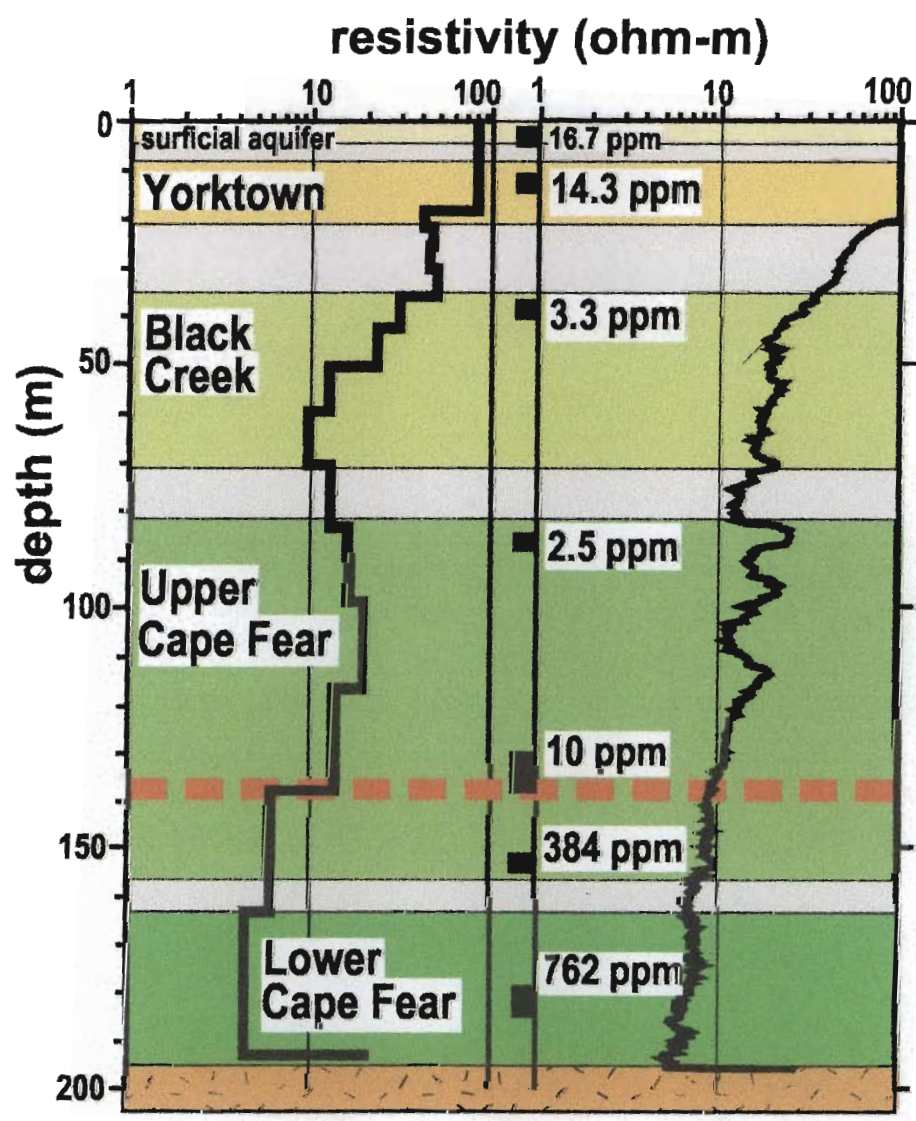 resistivity (ohm-m)
1 10 100 1 10 100
0
surficial aquifer
16.7 ppm
Yorktown
14.3 ppm
3.3 ppm
Black
Creek
50
depth (m)
2.5 ppm
Upper
Cape Fear
100
10 ppm
150
384 ppm
Lower
Cape Fear
762 ppm
200